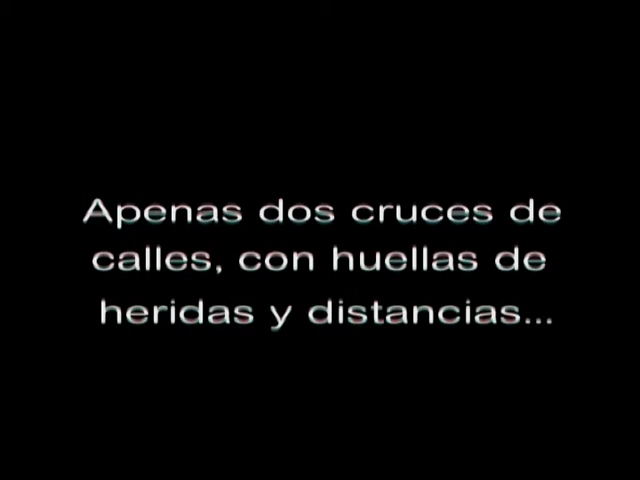 Apenas dos cruces de
calles, con huellas de
heridas y distancias...